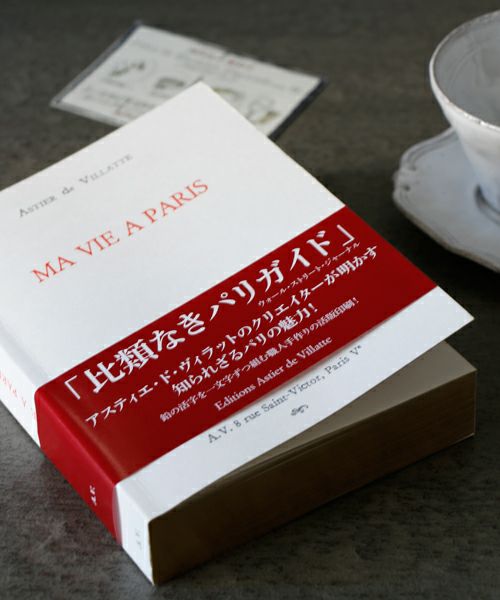 ASTIER de VILLATTE
MA VIE A PARIS
「比類なきパリガイド」
ウォール・ストリート・ジャーナル
アスティエ・ド・ヴィラットのクリエイターが明かす
知られざるパリの魅力!
鉛の活字を一文字ずつ組む職人手作りの活版印刷!
Editions Astier de Villatte
A.V. 8 rue Saint-Victor, Paris Vᵉ